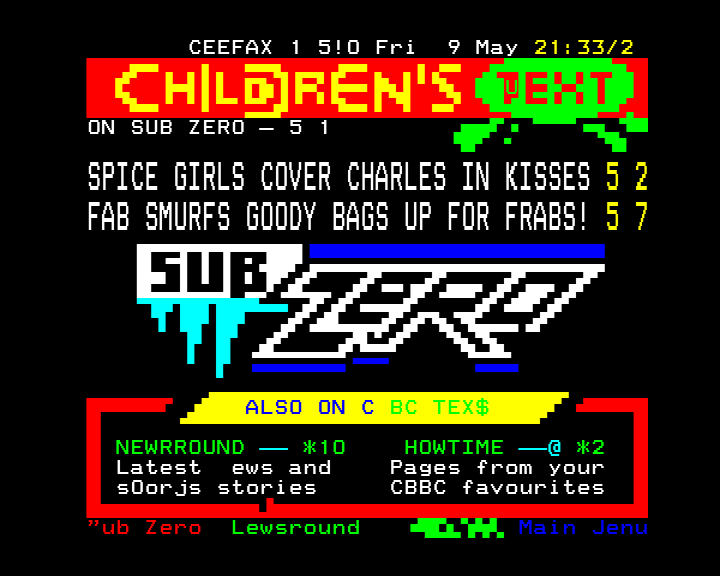 CEEFAX 1 5!0 Fri  9 May 21:33/2
CHILDREN'S TEXT
ON SUB ZERO – 5 1
SPICE GIRLS COVER CHARLES IN KISSES 5 2
FAB SMURFS GOODY BAGS UP FOR FRABS! 5 7
SUB ZERO
ALSO ON C BC TEX$
NEWRROUND —— *10 HOWTIME ——@ *2
Latest  ews and Pages from your
sOorjs stories CBBC favourites
"ub Zero Lewsround Main Jenu